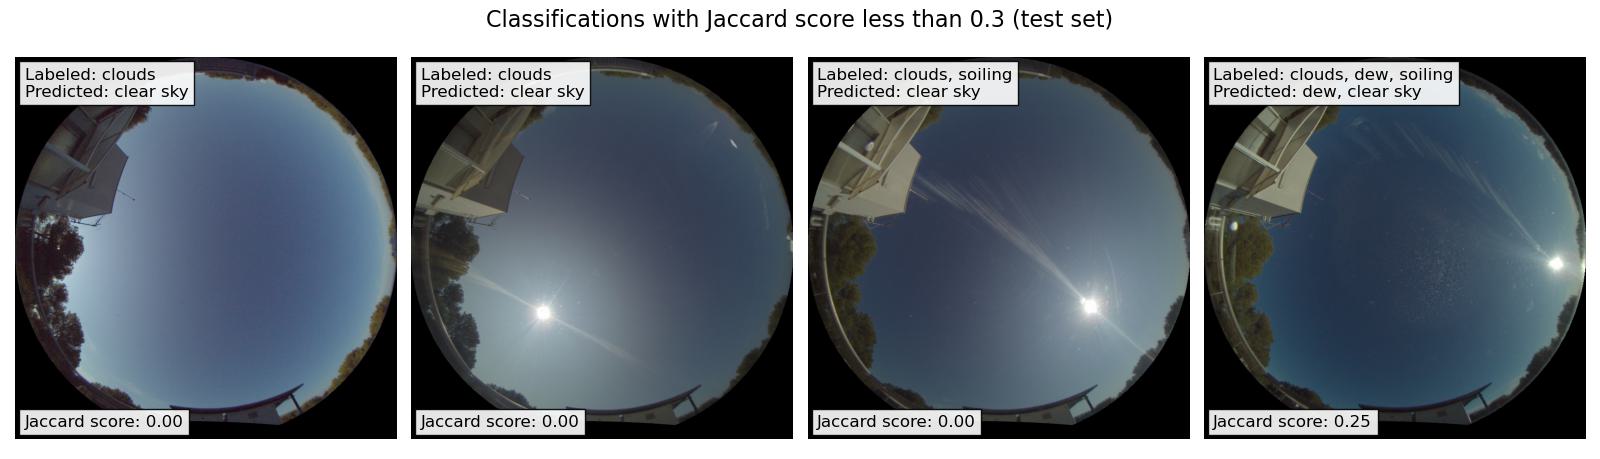 Classifications with Jaccard score less than 0.3 (test set)
Labeled: clouds
Predicted: clear sky
Jaccard score: 0.00
Labeled: clouds
Predicted: clear sky
Jaccard score: 0.00
Labeled: clouds, soiling
Predicted: clear sky
Jaccard score: 0.00
Labeled: clouds, dew, soiling
Predicted: dew, clear sky
Jaccard score: 0.25